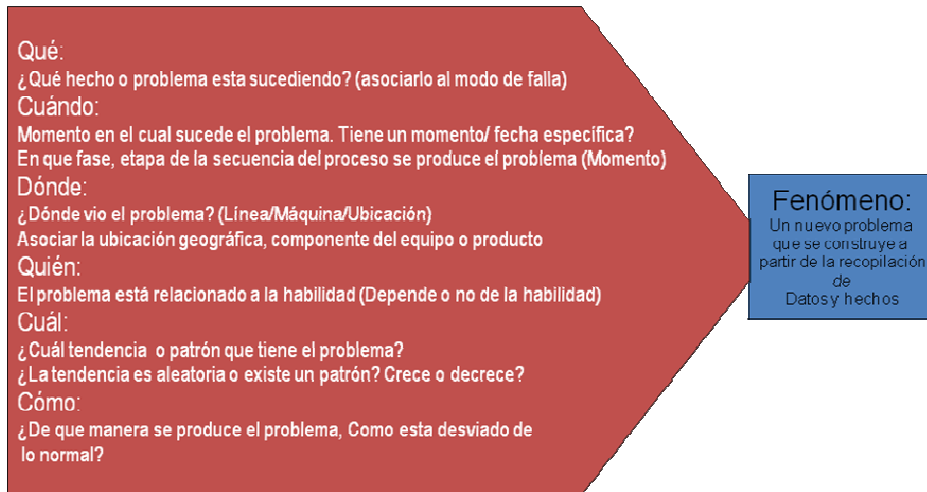 Qué:
¿Qué hecho o problema esta sucediendo? (asociarlo al modo de falla)
Cuándo:
Momento en el cual sucede el problema. Tiene un momento/ fecha específica?
En que fase, etapa de la secuencia del proceso se produce el problema (Momento)
Dónde:
¿Dónde vio el problema? (Línea/Máquina/Ubicación)
Asociar la ubicación geográfica, componente del equipo o producto
Quién:
El problema está relacionado a la habilidad (Depende o no de la habilidad)
Cuál:
¿Cuál tendencia o patrón que tiene el problema?
¿La tendencia es aleatoria o existe un patrón? Crece o decrece?
Cómo:
¿De que manera se produce el problema, Como esta desviado de
lo normal?
Fenómeno:
Un nuevo problema
que se construye a
partir de la recopilación
de
Datos y hechos